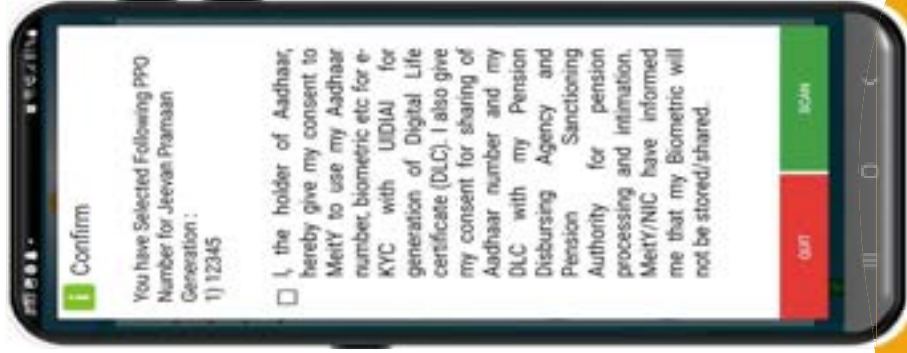 Confirm
You have Selected Following PPO
Number for Jeevan Pramaan
Generation :
1) 12345
I, the holder of Aadhaar,
hereby give my consent to
MeitY to use my Aadhaar
number, biometric etc for e-
KYC with UIDIAI for
generation of Digital Life
certificate (DLC). I also give
my consent for sharing of
Aadhaar number and my
DLC with my Pension
Disbursing Agency and
Pension Sanctioning
Authority for pension
processing and intimation.
MeitY/NIC have informed
me that my Biometric will
not be stored/shared.
QUIT
SCAN